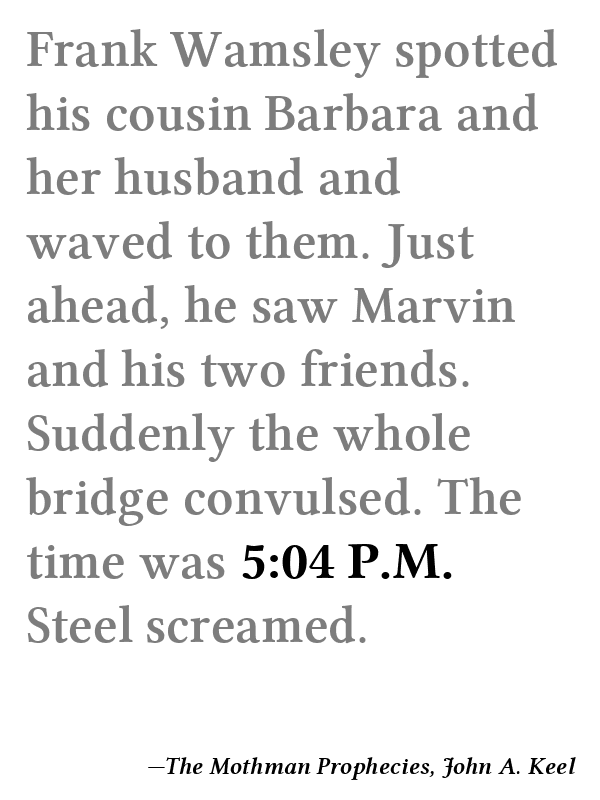 Frank Wamsley spotted
his cousin Barbara and
her husband and
waved to them. Just
ahead, he saw Marvin
and his two friends.
Suddenly the whole
bridge convulsed. The
time was 5:04 P.M.
Steel screamed.
—The Mothman Prophecies, John A. Keel